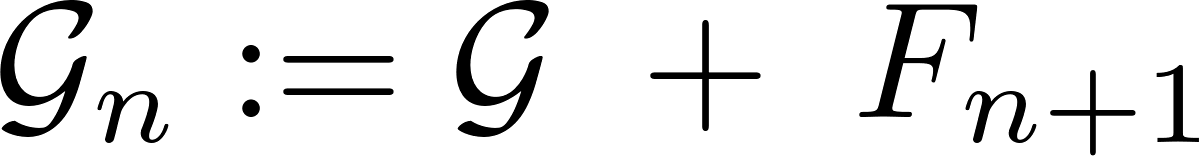 𝒢ₙ := 𝒢 + Fₙ₊₁